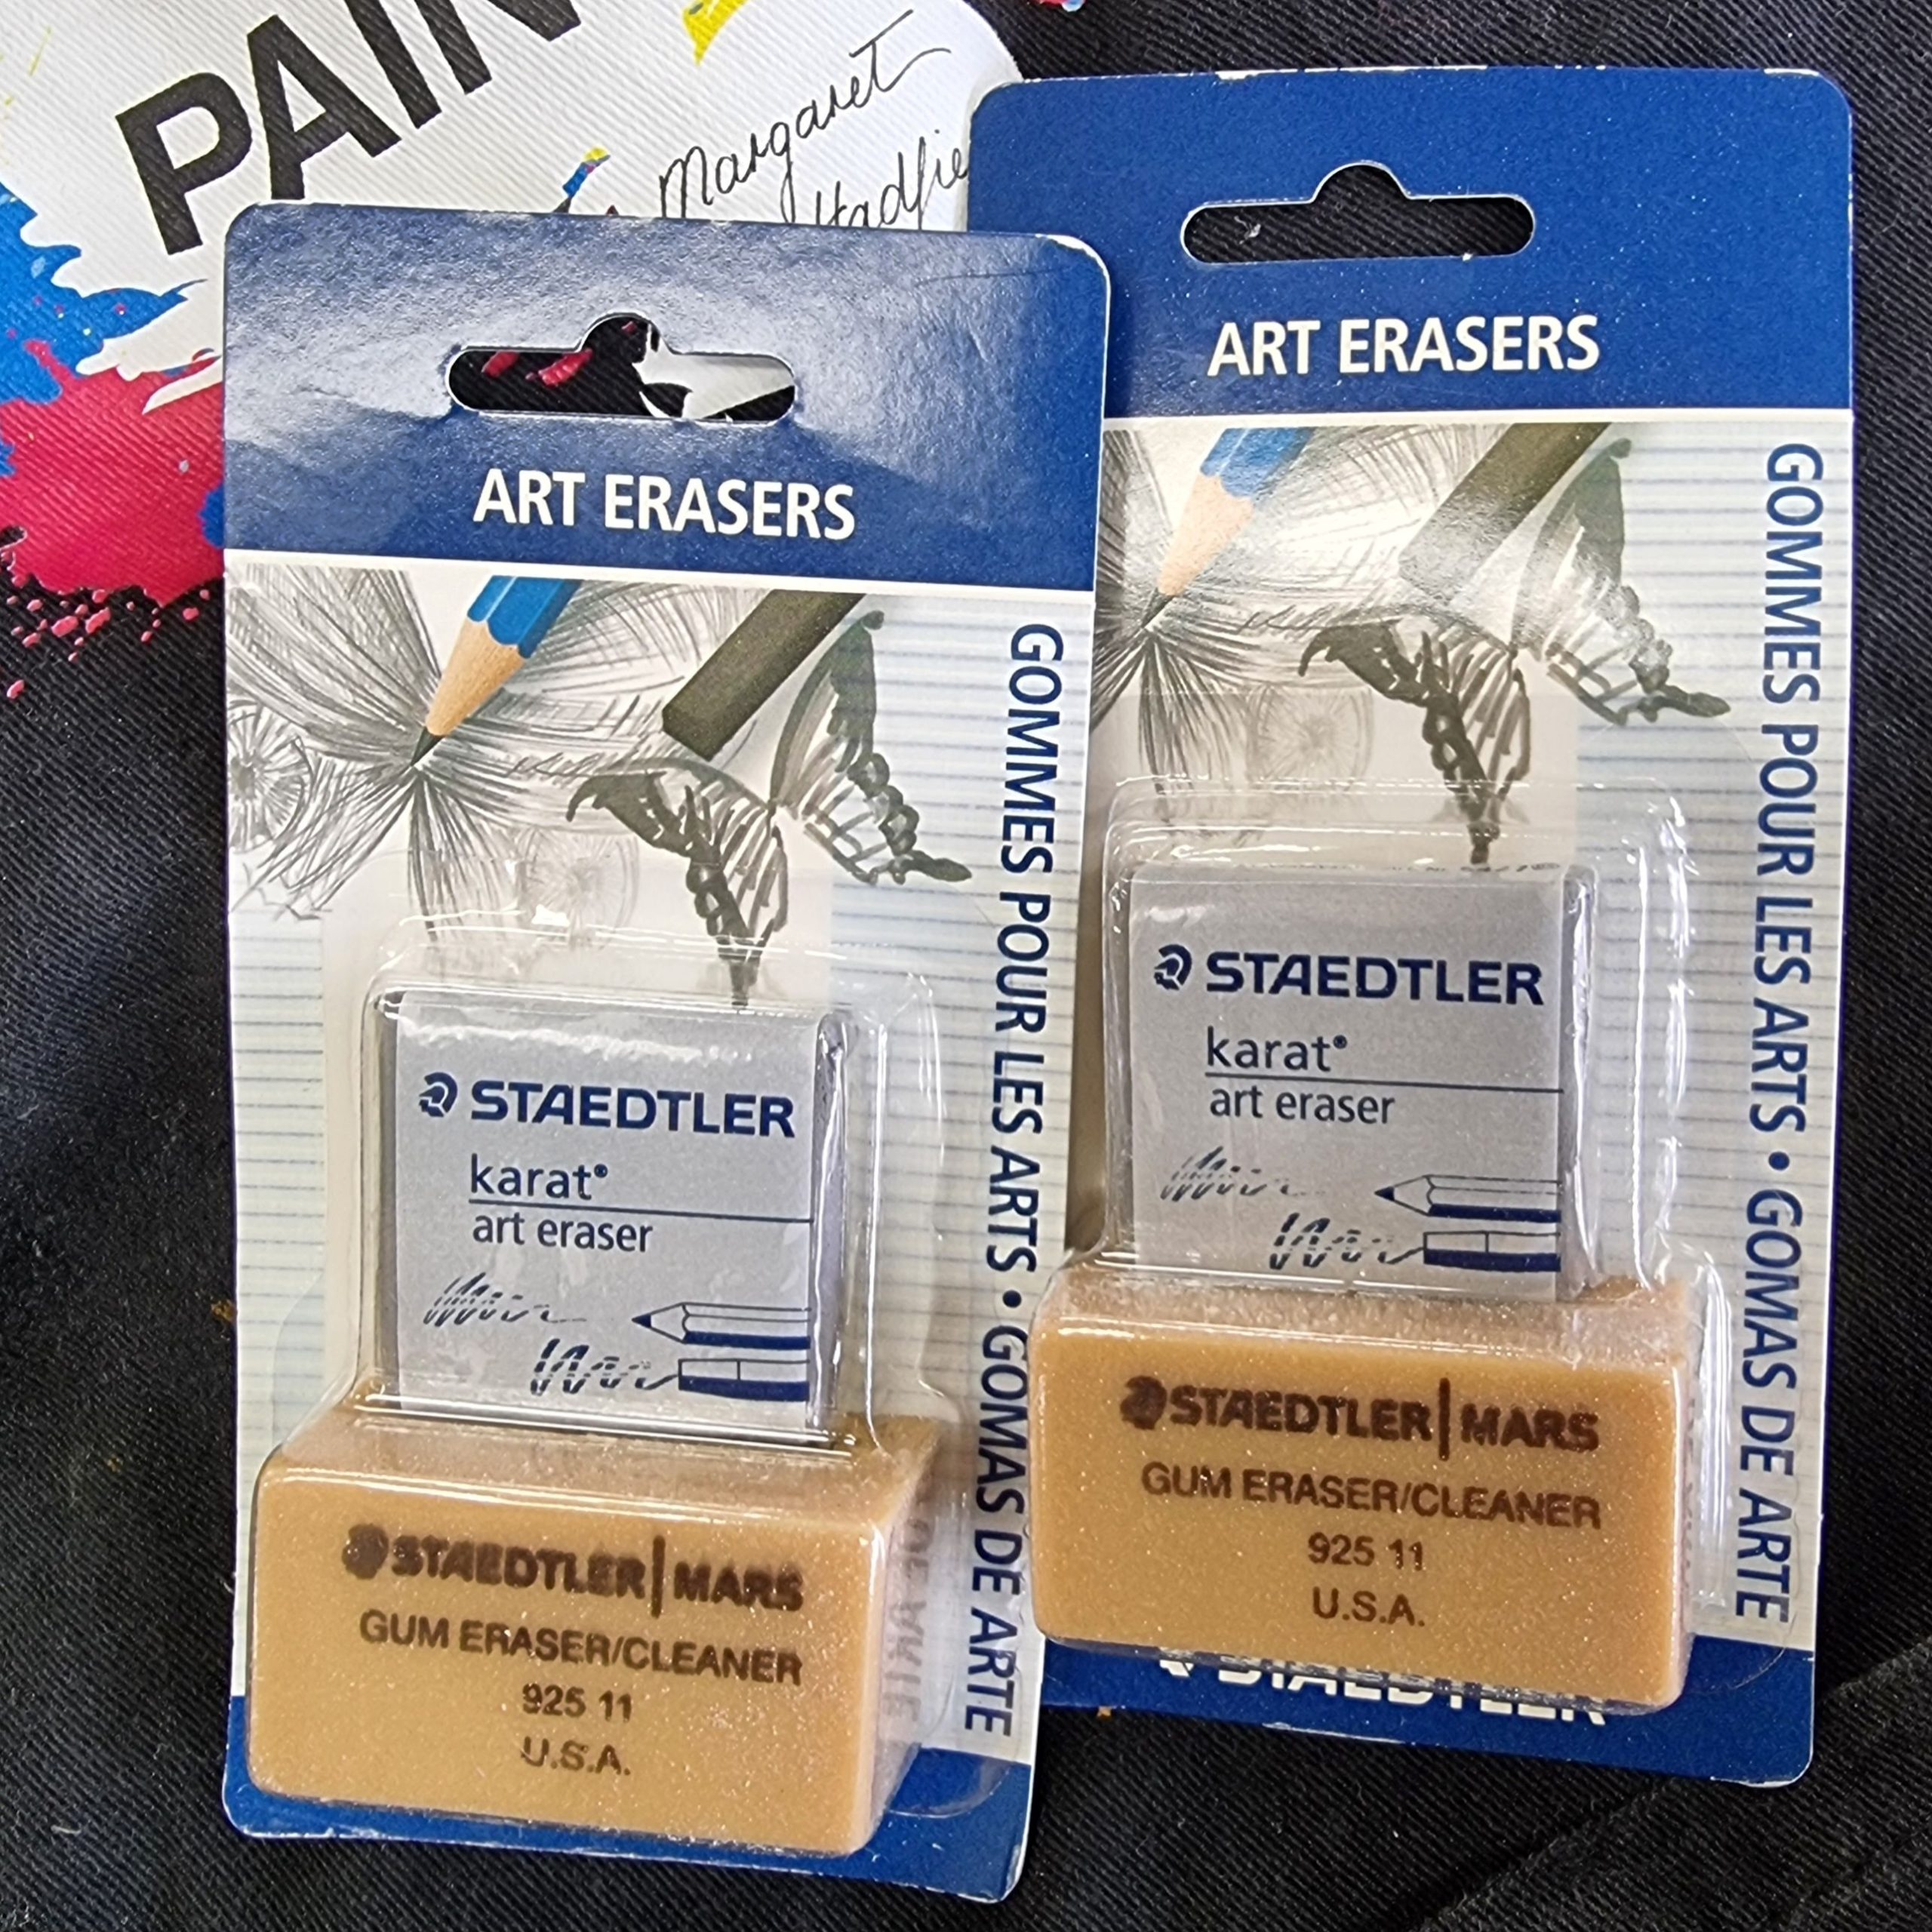 PAIN
Margaret
Hadfie
ART ERASERS
GOMMES POUR LES ARTS • GOMAS DE ARTE
STAEDTLER
karat®
art eraser
STAEDTLER|MARS
GUM ERASER/CLEANER
925 11
U.S.A.
ART ERASERS
GOMMES POUR LES ARTS • GOMAS DE ARTE
STAEDTLER
karat®
art eraser
STAEDTLER|MARS
GUM ERASER/CLEANER
925 11
U.S.A.
STAEDTLER